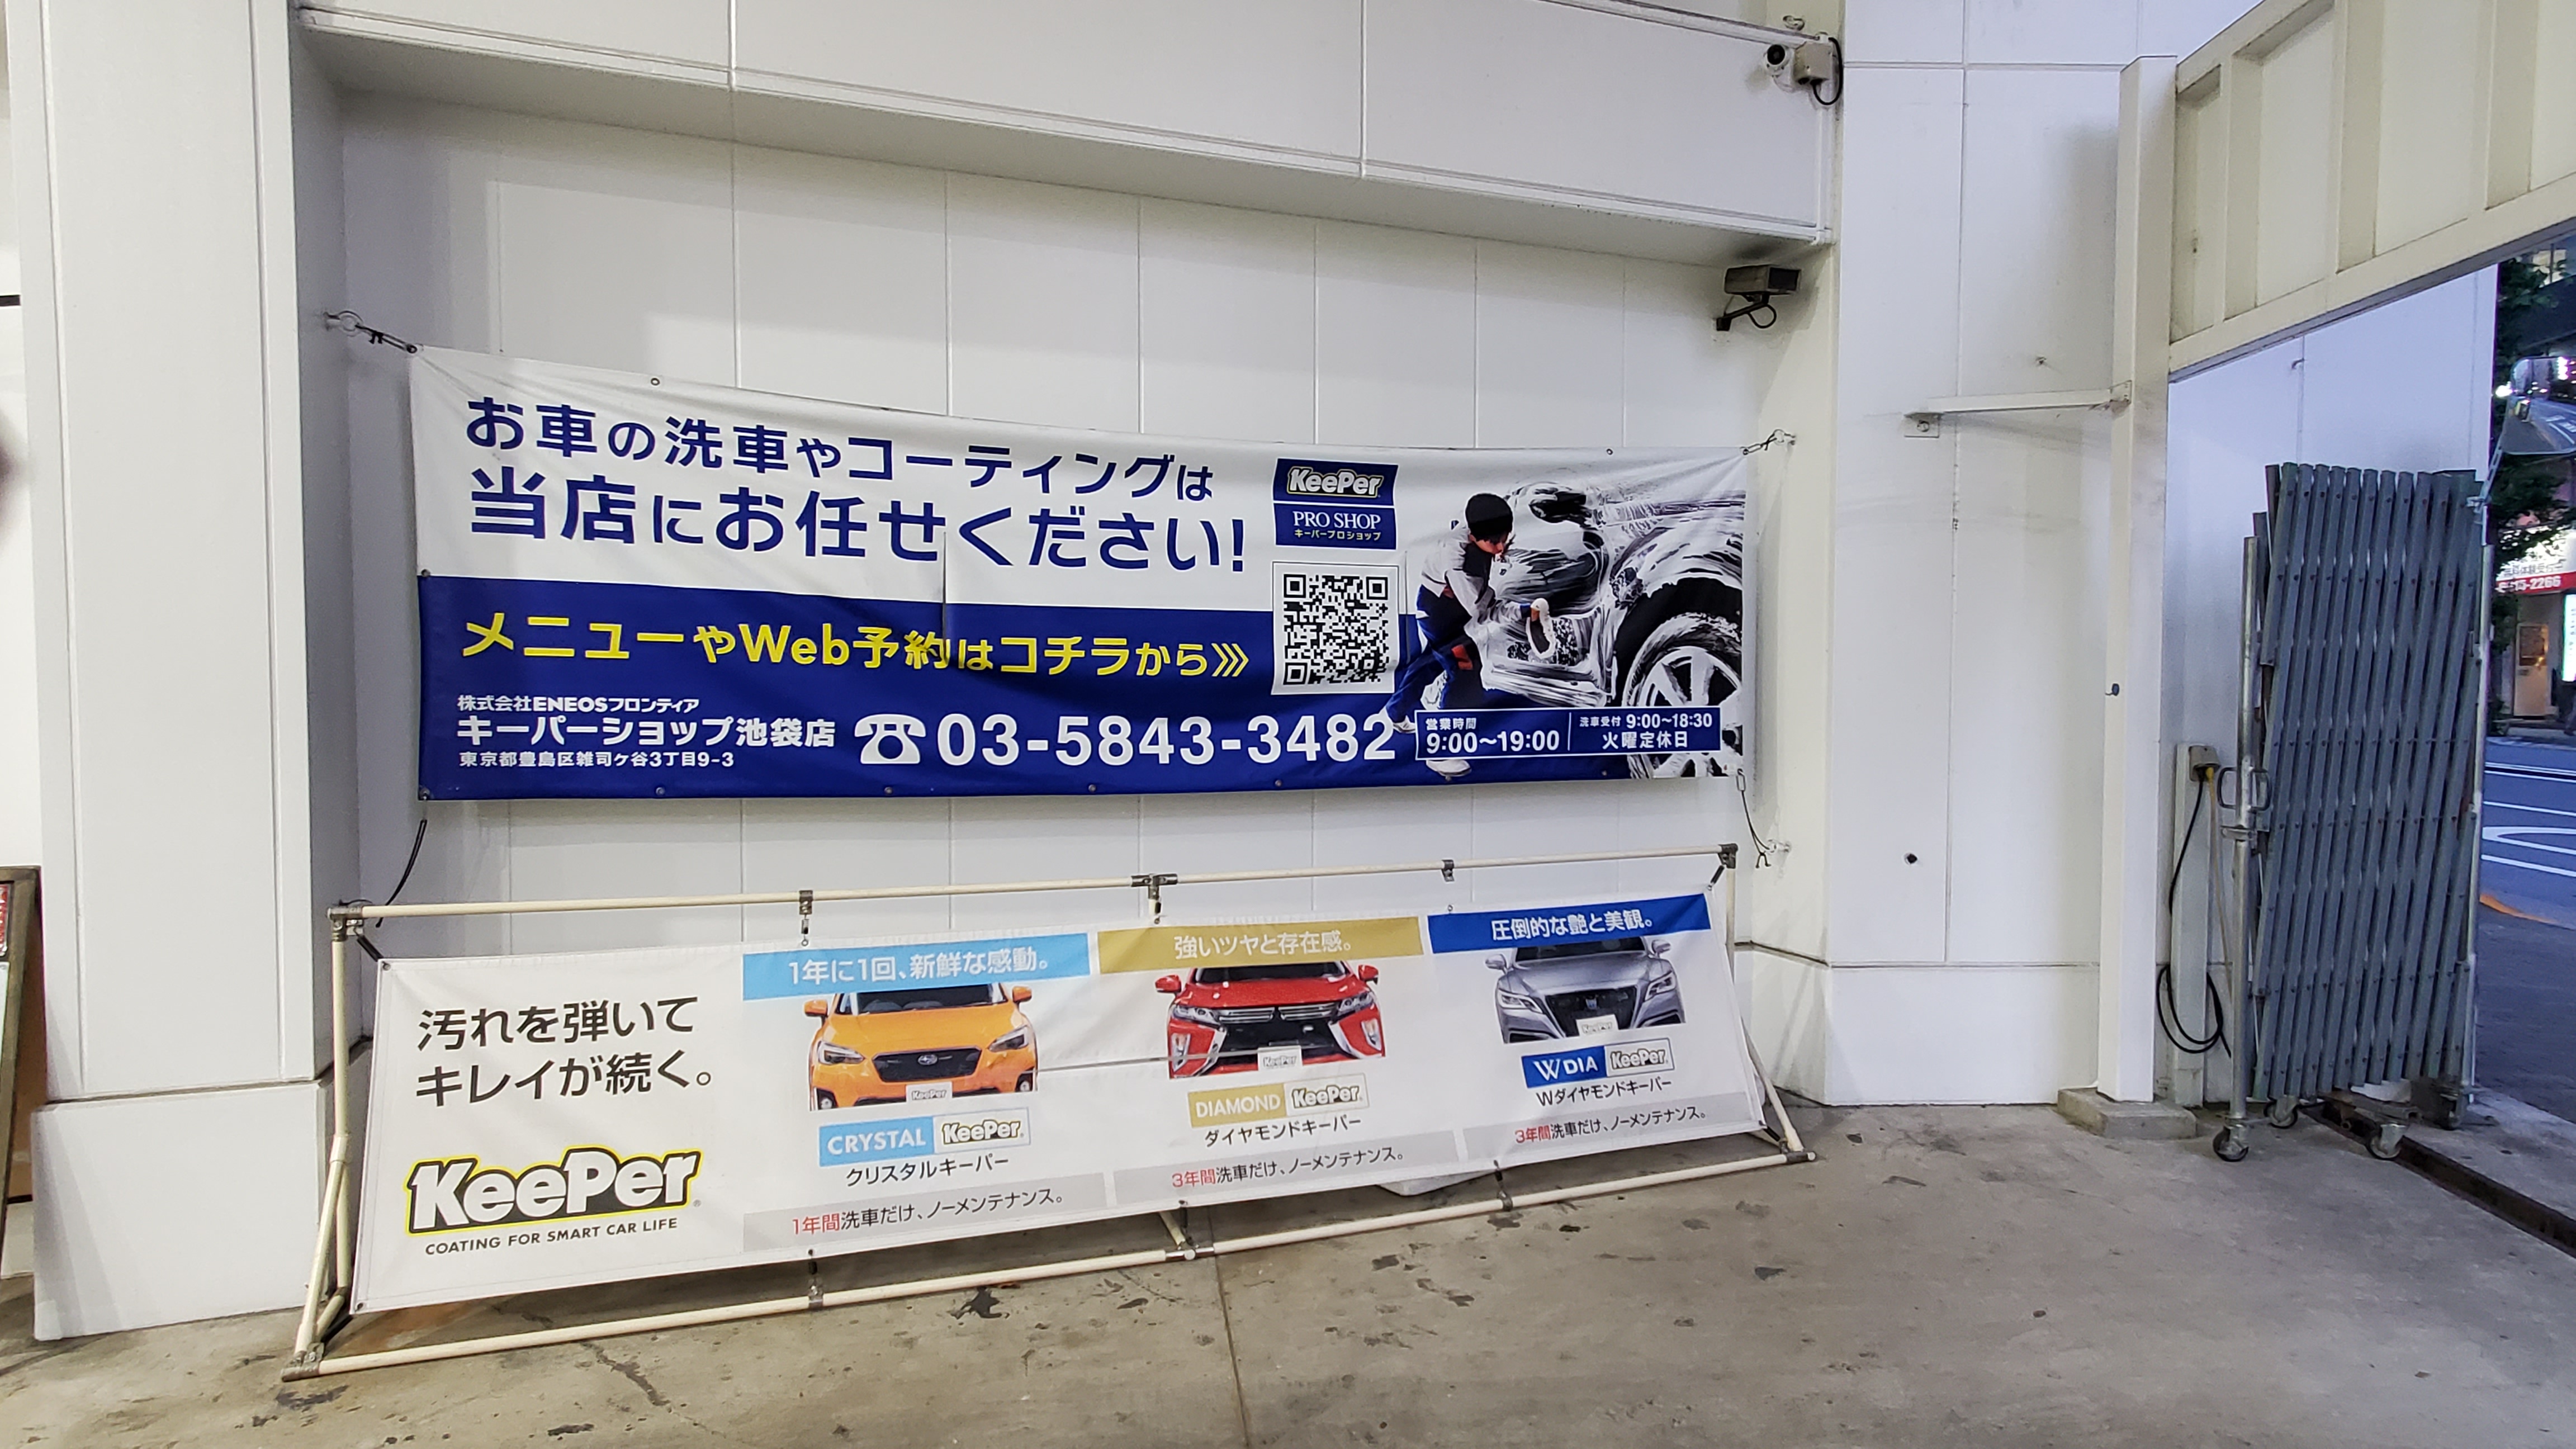 お車の洗車やコーティングは
当店にお任せください!
KeePer
PRO SHOP
キーパープロショップ
メニューやWeb予約はコチラから
株式会社ENEOSフロンティア
キーパーショップ池袋店
東京都豊島区雑司ケ谷3丁目9-3
☎03-5843-3482
営業時間
9:00~19:00
洗車受付 9:00~18:30
火曜定休日
汚れを弾いて
キレイが続く。
KeePer
COATING FOR SMART CAR LIFE
1年に1回、新鮮な感動。
KeePer
CRYSTAL KeePer
クリスタルキーパー
1年間洗車だけ、ノーメンテナンス。
強いツヤと存在感。
KeePer
DIAMOND KeePer
ダイヤモンドキーパー
3年間洗車だけ、ノーメンテナンス。
圧倒的な艶と美観。
KeePer
W DIA KeePer
Wダイヤモンドキーパー
3年間洗車だけ、ノーメンテナンス。